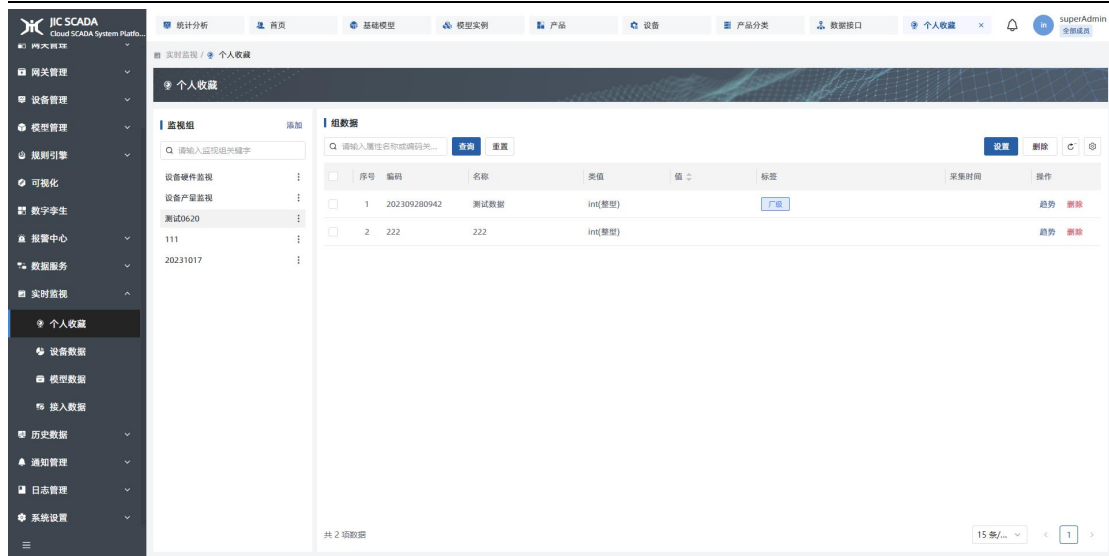 JIC SCADA
Cloud SCADA System Platfo...
统计分析
首页
基础模型
模型实例
产品
设备
产品分类
数据接口
个人收藏 ×
in
superAdmin
全部成员
实时监视 / 个人收藏
网关管理
设备管理
模型管理
规则引擎
可视化
数字孪生
报警中心
数据服务
实时监视
个人收藏
设备数据
模型数据
接入数据
历史数据
通知管理
日志管理
系统设置
个人收藏
监视组 添加
请输入监视组关键字
设备硬件监视
设备产量监视
测试0620
111
20231017
组数据
请输入属性名称或编码关... 查询 重置 设置 删除
序号 编码 名称 类值 值 标签 采集时间 操作
1 202309280942 测试数据 int(整型) 厂级 趋势 删除
2 222 222 int(整型) 趋势 删除
共 2 项数据
15 条/... < 1 >